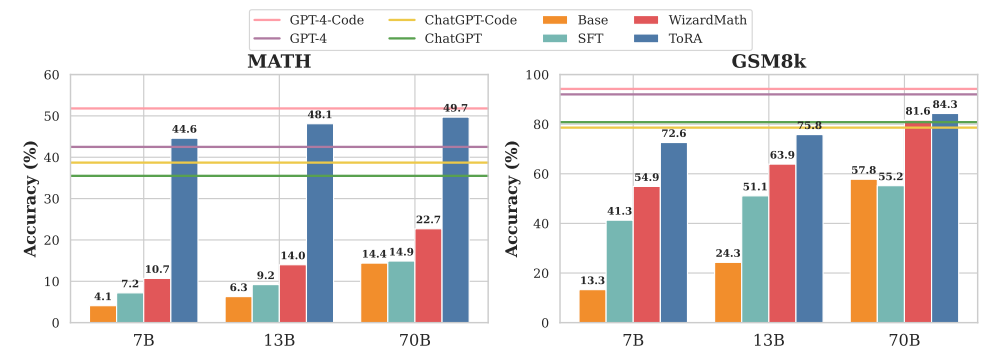 GPT-4-Code ChatGPT-Code Base WizardMath
GPT-4 ChatGPT SFT ToRA
MATH
Accuracy (%)
60
50
40
30
20
10
0
4.1 7.2 10.7 44.6
6.3 9.2 14.0 48.1
14.4 14.9 22.7 49.7
7B 13B 70B
GSM8k
Accuracy (%)
100
80
60
40
20
0
13.3 41.3 54.9 72.6
24.3 51.1 63.9 75.8
57.8 55.2 81.6 84.3
7B 13B 70B